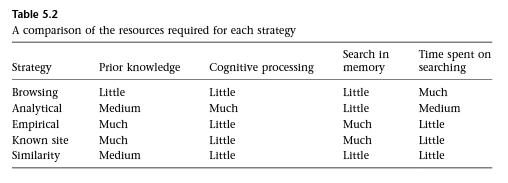 Table 5.2
A comparison of the resources required for each strategy
Strategy Prior knowledge Cognitive processing Search in memory Time spent on searching
Browsing Little Little Little Much
Analytical Medium Much Little Medium
Empirical Much Little Much Little
Known site Much Little Much Little
Similarity Medium Little Little Little